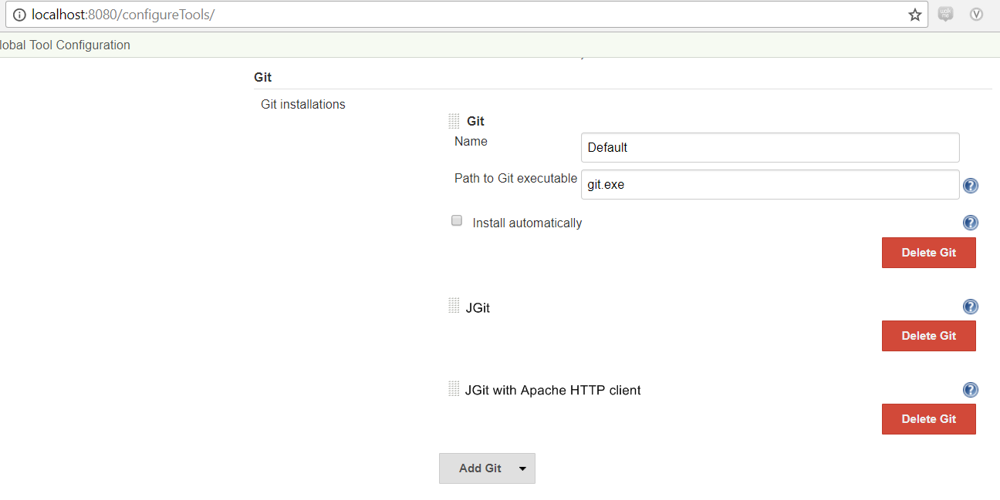 localhost:8080/configureTools/
lobal Tool Configuration
Git
Git installations
Git
Name
Default
Path to Git executable
git.exe
Install automatically
Delete Git
JGit
Delete Git
JGit with Apache HTTP client
Delete Git
Add Git